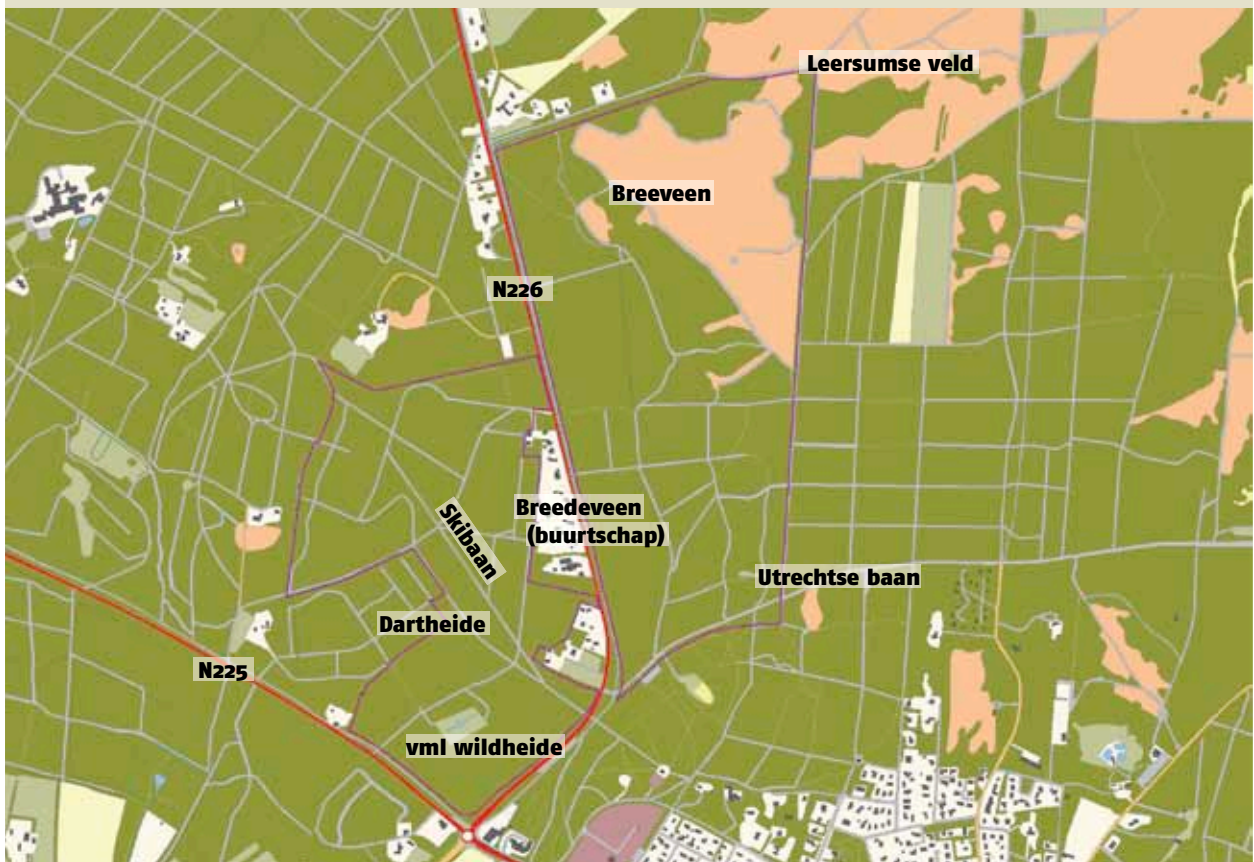 Leersumse veld
Breeveen
N226
Breedeveen
(buurtschap)
Skibaan
Utrechtse baan
Dartheide
N225
vml wildheide